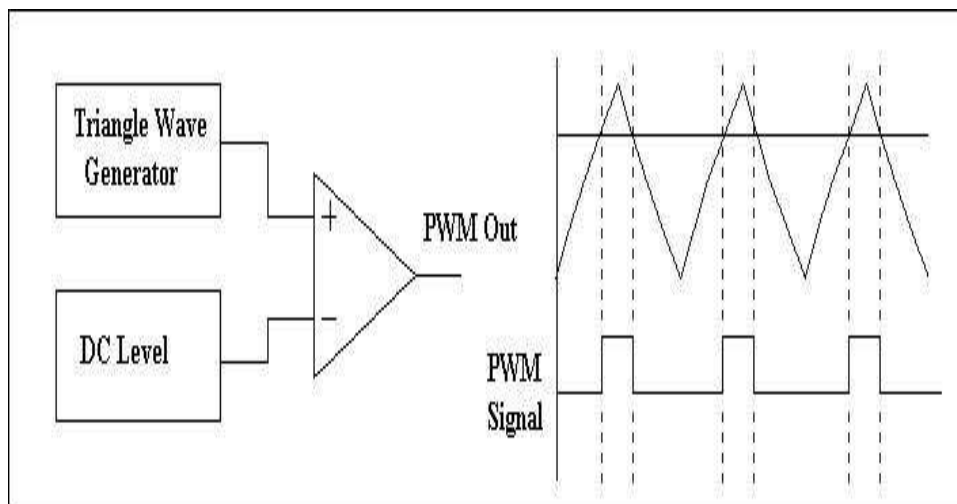 Triangle Wave
Generator
+
PWM Out
−
DC Level
PWM
Signal